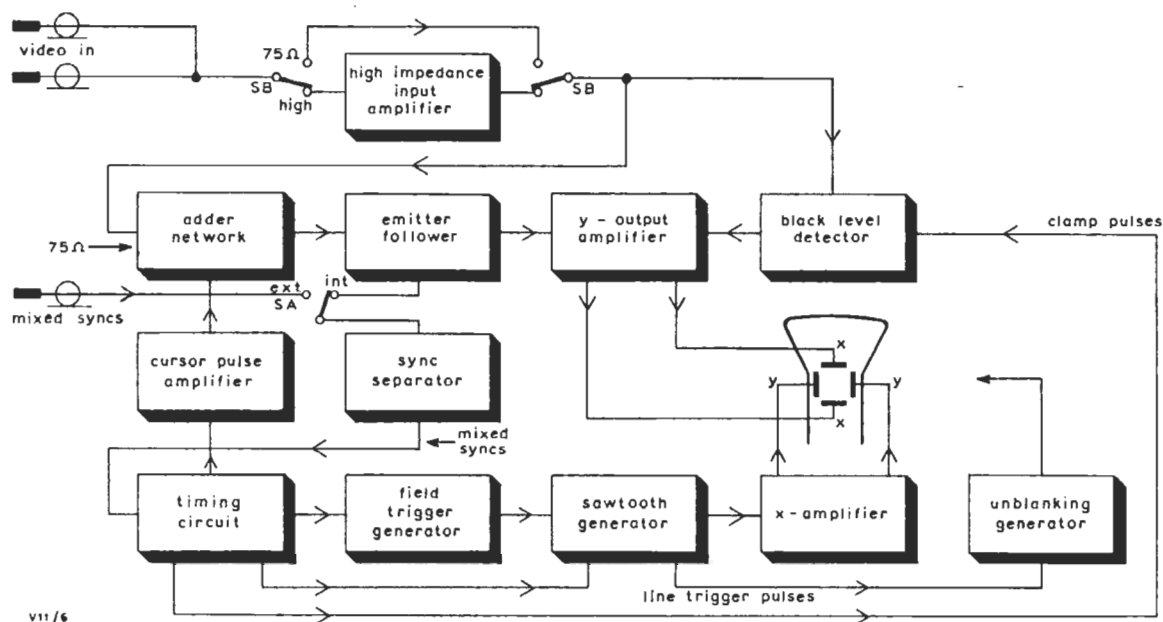 video in
75Ω
SB
high
high impedance
input
amplifier
SB
adder
network
emitter
follower
y - output
amplifier
black level
detector
clamp pulses
75Ω
ext
SA
int
mixed syncs
cursor pulse
amplifier
sync
separator
x
y
y
x
mixed
syncs
timing
circuit
field
trigger
generator
sawtooth
generator
x - amplifier
unblanking
generator
line trigger pulses
V11/6